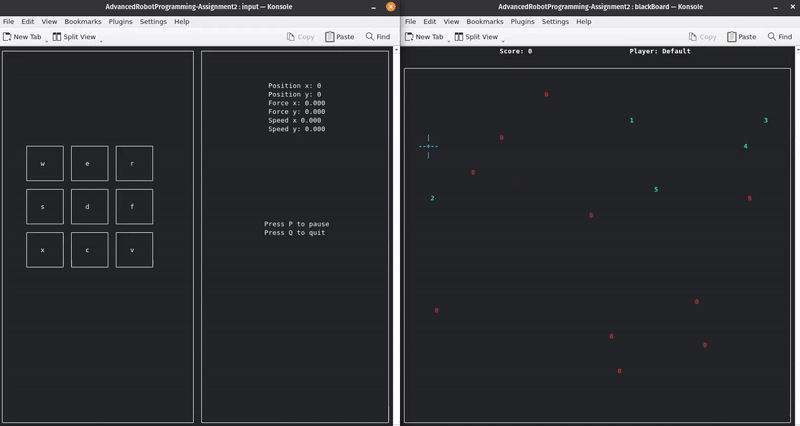 AdvancedRobotProgramming-Assignment2 : input — Konsole
File Edit View Bookmarks Plugins Settings Help
New Tab Split View Copy Paste Find
Position x: 0
Position y: 0
Force x: 0.000
Force y: 0.000
Speed x 0.000
Speed y: 0.000
w e r
s d f
x c v
Press P to pause
Press Q to quit
AdvancedRobotProgramming-Assignment2 : blackBoard — Konsole
File Edit View Bookmarks Plugins Settings Help
New Tab Split View Copy Paste Find
Score: 0 Player: Default
0
1 3
|
0
--+-- 4
|
0
5
2 0
0
0
0
0
0
0